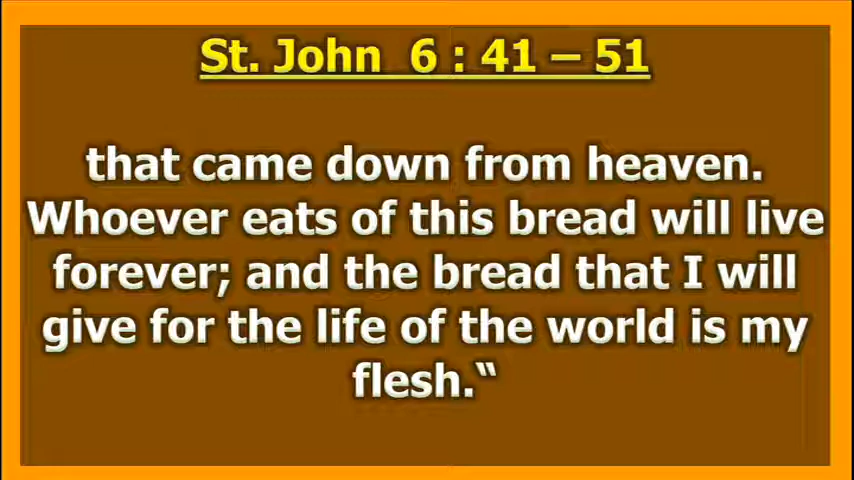 St. John  6 : 41 – 51
that came down from heaven.
Whoever eats of this bread will live
forever; and the bread that I will
give for the life of the world is my
flesh.“